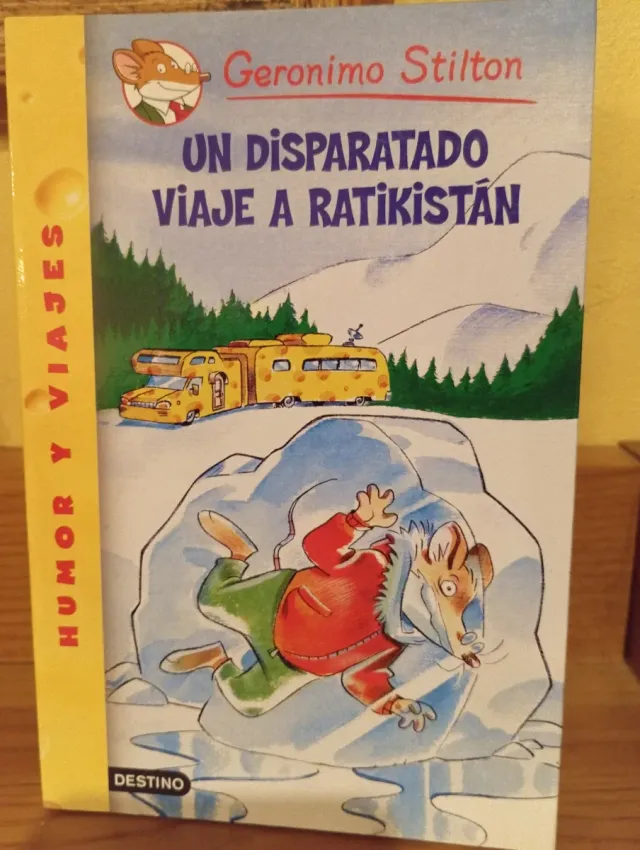 Geronimo Stilton
UN DISPARATADO
VIAJE A RATIKISTÁN
HUMOR Y VIAJES
DESTINO